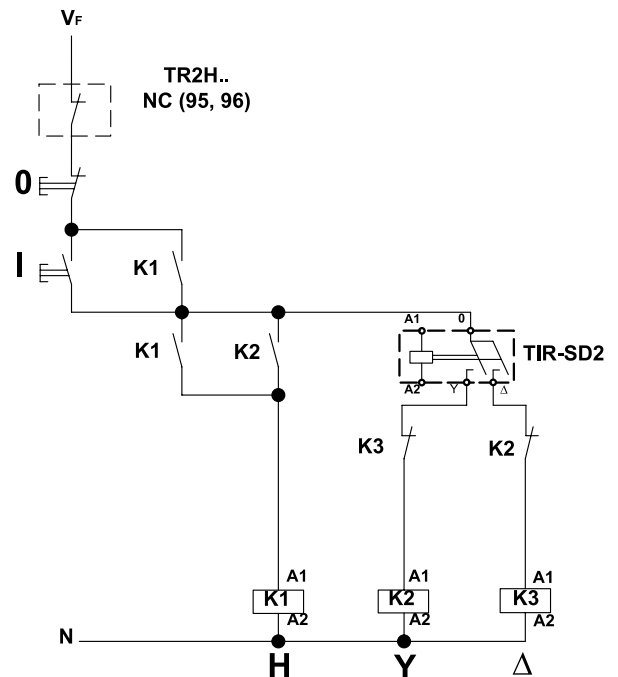 VF
TR2H..
NC (95, 96)
0
I
K1
K1
K2
A1
0
TIR-SD2
A2
Y
Δ
K3
K2
A1
K1
A2
A1
K2
A2
A1
K3
A2
N
H
Y
Δ